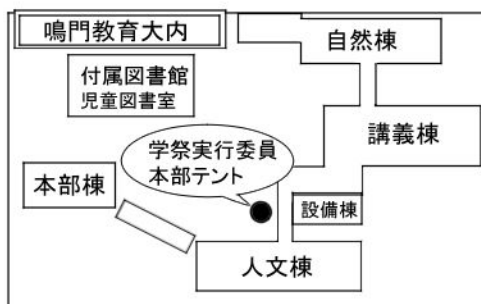 鳴門教育大内
自然棟
付属図書館
児童図書室
講義棟
学祭実行委員
本部テント
本部棟
設備棟
人文棟